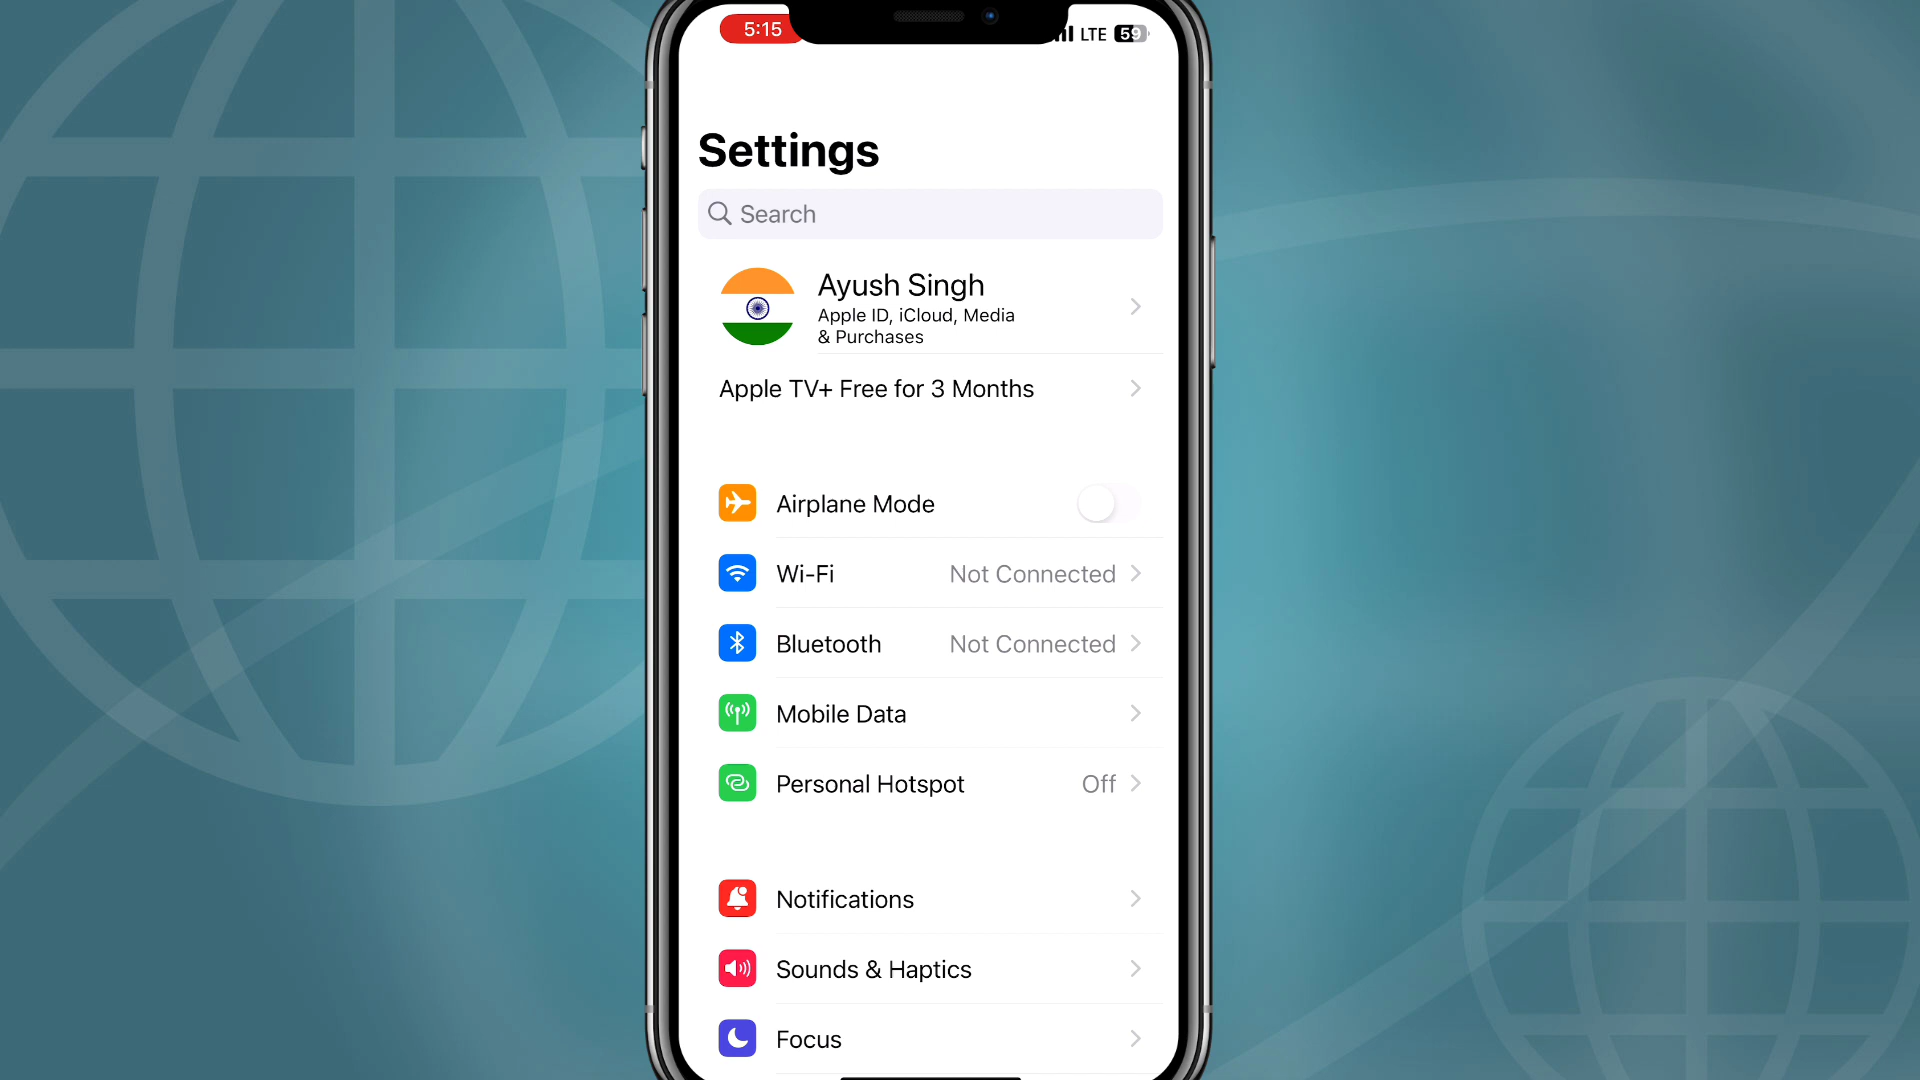 5:15
LTE 59
Settings
Search
Ayush Singh
Apple ID, iCloud, Media
& Purchases
Apple TV+ Free for 3 Months
Airplane Mode
Wi-Fi Not Connected
Bluetooth Not Connected
Mobile Data
Personal Hotspot Off
Notifications
Sounds & Haptics
Focus